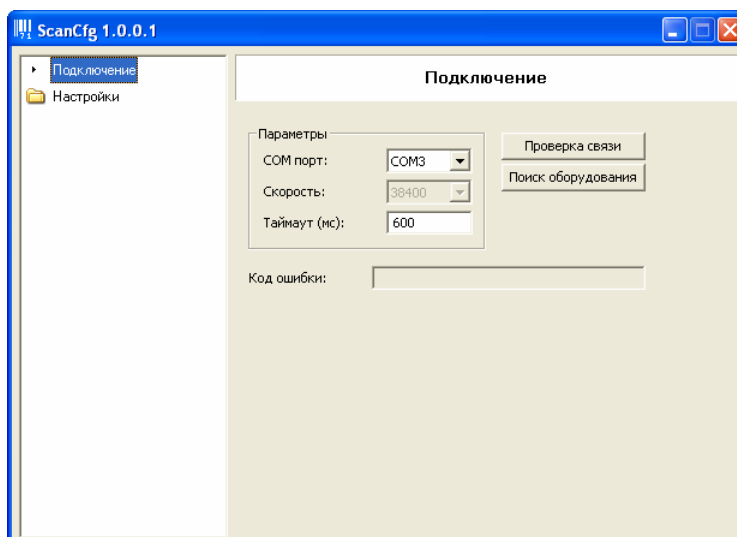 ScanCfg 1.0.0.1
Подключение
Настройки
Подключение
Параметры
COM порт:
COM3
Скорость:
38400
Таймаут (мс):
600
Проверка связи
Поиск оборудования
Код ошибки: